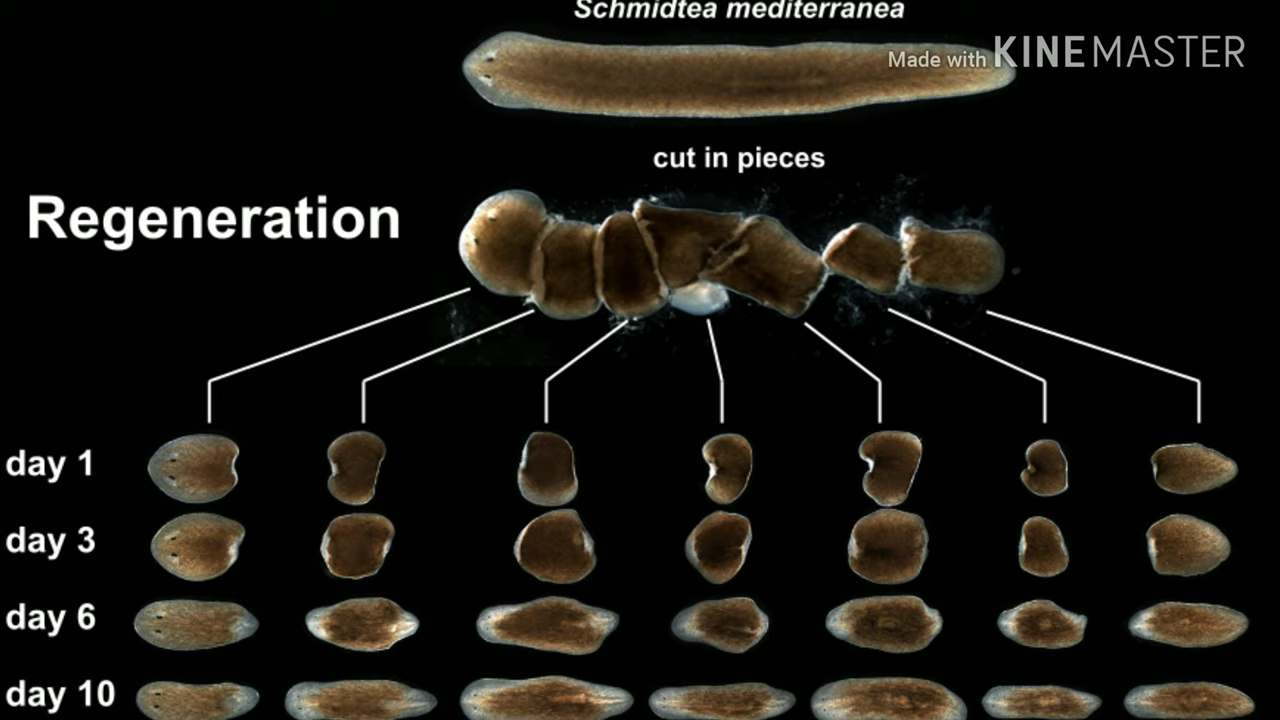 Schmidtea mediterranea
Made with KINEMASTER
cut in pieces
Regeneration
day 1
day 3
day 6
day 10